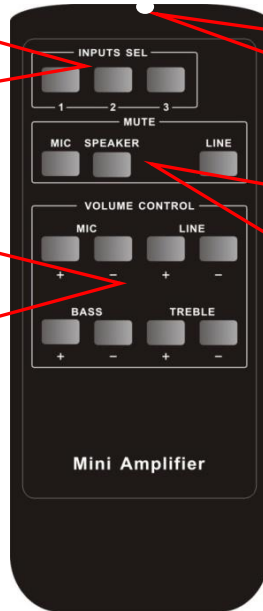 INPUTS SEL
1 2 3
MUTE
MIC SPEAKER LINE
VOLUME CONTROL
MIC LINE
+ − + −
BASS TREBLE
+ − + −
Mini Amplifier